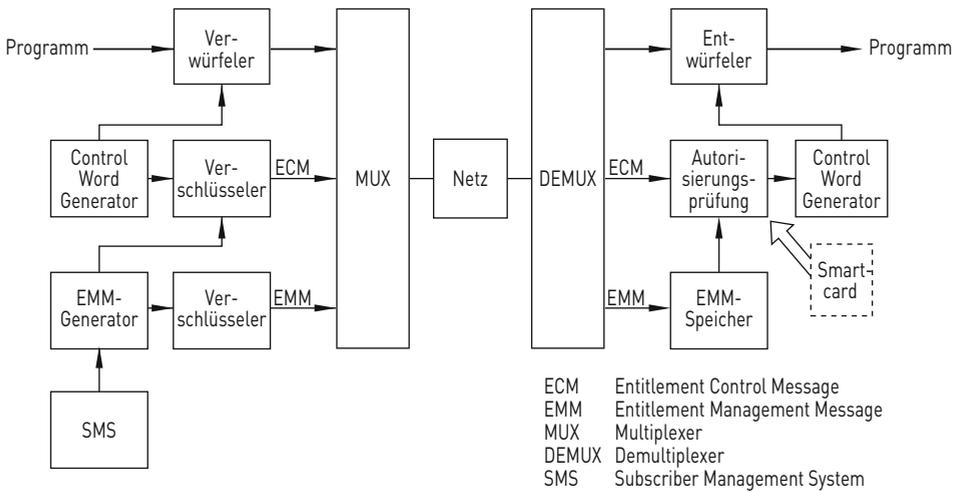 Programm
Ver-
würfeler
Ent-
würfeler
Programm
Control
Word
Generator
Ver-
schlüsseler
ECM
MUX
Netz
DEMUX
ECM
Autori-
sierungs-
prüfung
Control
Word
Generator
EMM-
Generator
Ver-
schlüsseler
EMM
EMM
EMM-
Speicher
Smart-
card
SMS
ECM Entitlement Control Message
EMM Entitlement Management Message
MUX Multiplexer
DEMUX Demultiplexer
SMS Subscriber Management System